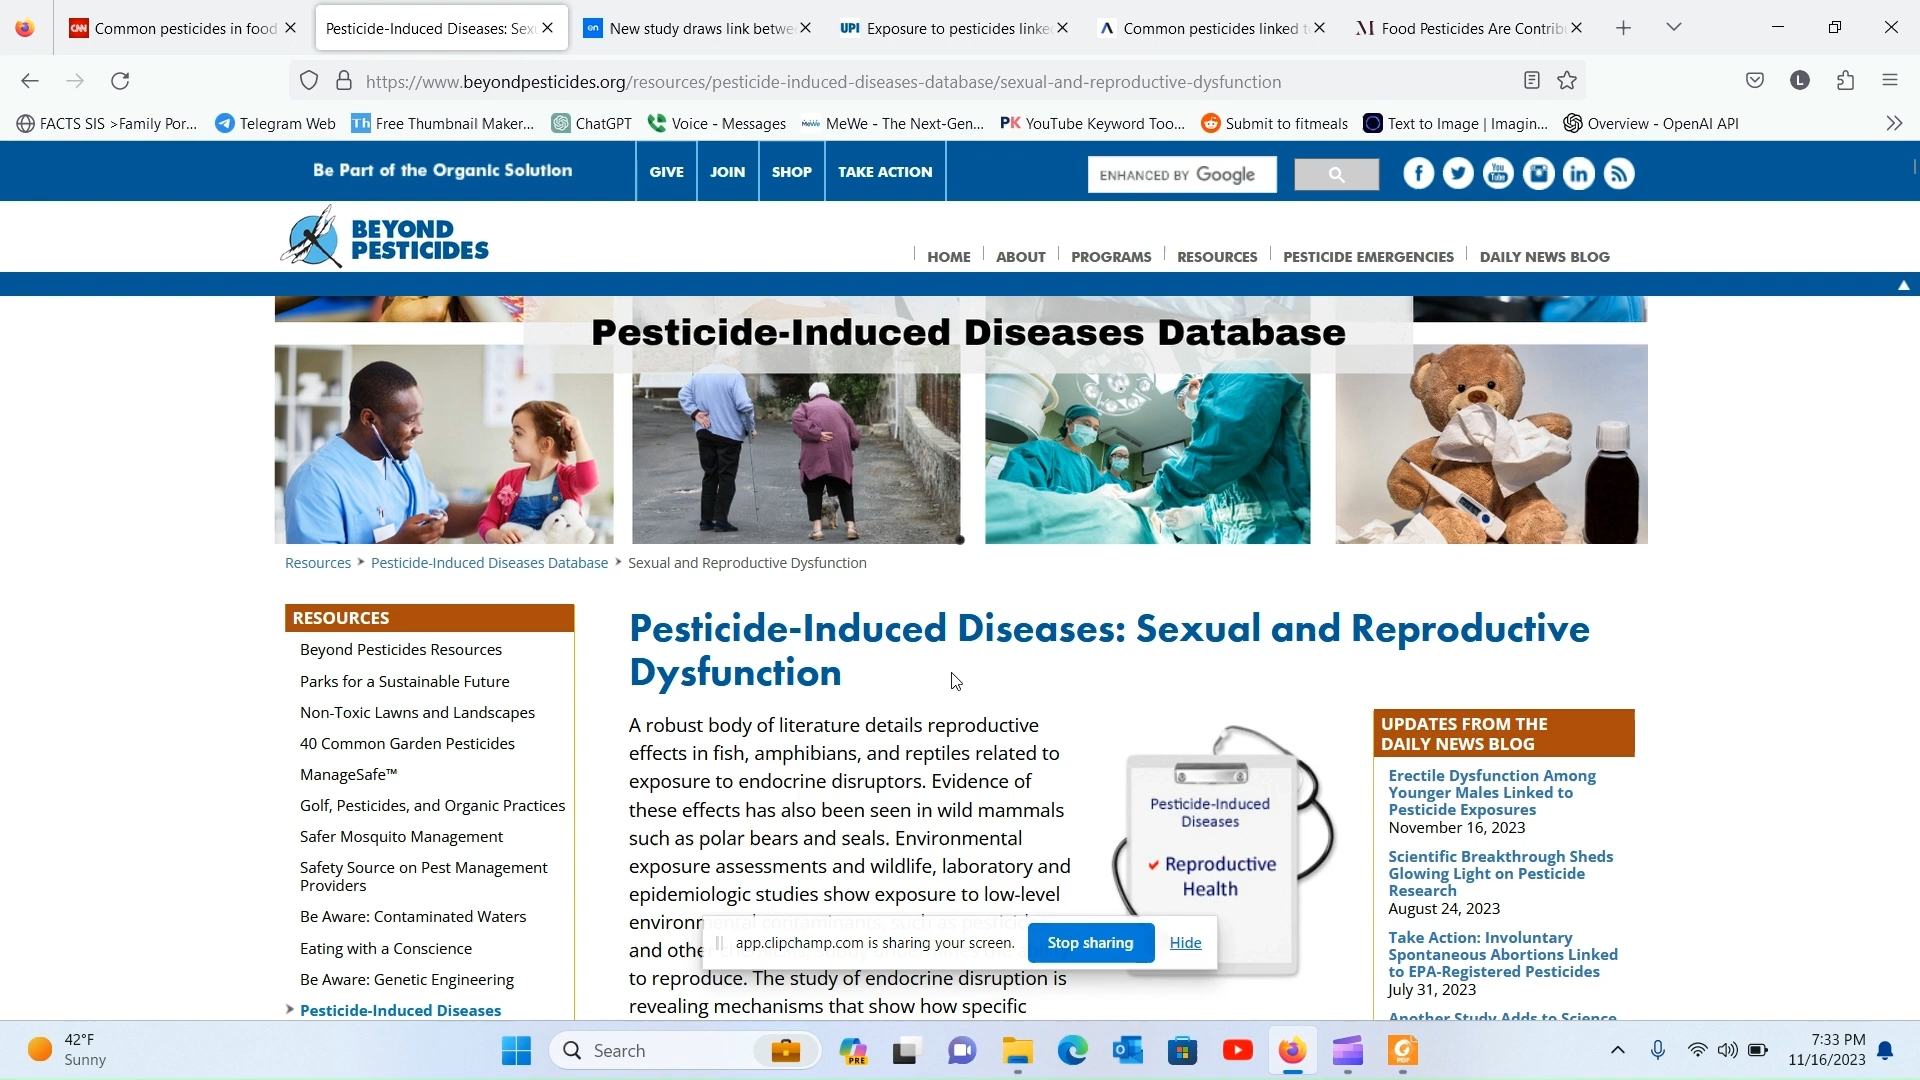 Common pesticides in food
Pesticide-Induced Diseases: Sex
New study draws link betwe
UPI Exposure to pesticides linke
Common pesticides linked t
Food Pesticides Are Contrib
https://www.beyondpesticides.org/resources/pesticide-induced-diseases-database/sexual-and-reproductive-dysfunction
L
FACTS SIS >Family Por...
Telegram Web
Th Free Thumbnail Maker...
ChatGPT
Voice - Messages
MeWe - The Next-Gen...
PK YouTube Keyword Too...
Submit to fitmeals
Text to Image | Imagin...
Overview - OpenAI API
Be Part of the Organic Solution
GIVE
JOIN
SHOP
TAKE ACTION
ENHANCED BY Google
BEYOND
PESTICIDES
HOME
ABOUT
PROGRAMS
RESOURCES
PESTICIDE EMERGENCIES
DAILY NEWS BLOG
Pesticide-Induced Diseases Database
Resources > Pesticide-Induced Diseases Database > Sexual and Reproductive Dysfunction
RESOURCES
Beyond Pesticides Resources
Parks for a Sustainable Future
Non-Toxic Lawns and Landscapes
40 Common Garden Pesticides
ManageSafe™
Golf, Pesticides, and Organic Practices
Safer Mosquito Management
Safety Source on Pest Management
Providers
Be Aware: Contaminated Waters
Eating with a Conscience
Be Aware: Genetic Engineering
Pesticide-Induced Diseases
Pesticide-Induced Diseases: Sexual and Reproductive
Dysfunction
A robust body of literature details reproductive
effects in fish, amphibians, and reptiles related to
exposure to endocrine disruptors. Evidence of
these effects has also been seen in wild mammals
such as polar bears and seals. Environmental
exposure assessments and wildlife, laboratory and
epidemiologic studies show exposure to low-level
environmental contaminants, such as pesticid
and othe
to reproduce. The study of endocrine disruption is
revealing mechanisms that show how specific
Pesticide-Induced
Diseases
Reproductive
Health
app.clipchamp.com is sharing your screen.
Stop sharing
Hide
UPDATES FROM THE
DAILY NEWS BLOG
Erectile Dysfunction Among
Younger Males Linked to
Pesticide Exposures
November 16, 2023
Scientific Breakthrough Sheds
Glowing Light on Pesticide
Research
August 24, 2023
Take Action: Involuntary
Spontaneous Abortions Linked
to EPA-Registered Pesticides
July 31, 2023
Another Study Adds to Science
42°F
Sunny
Search
PRE
7:33 PM
11/16/2023